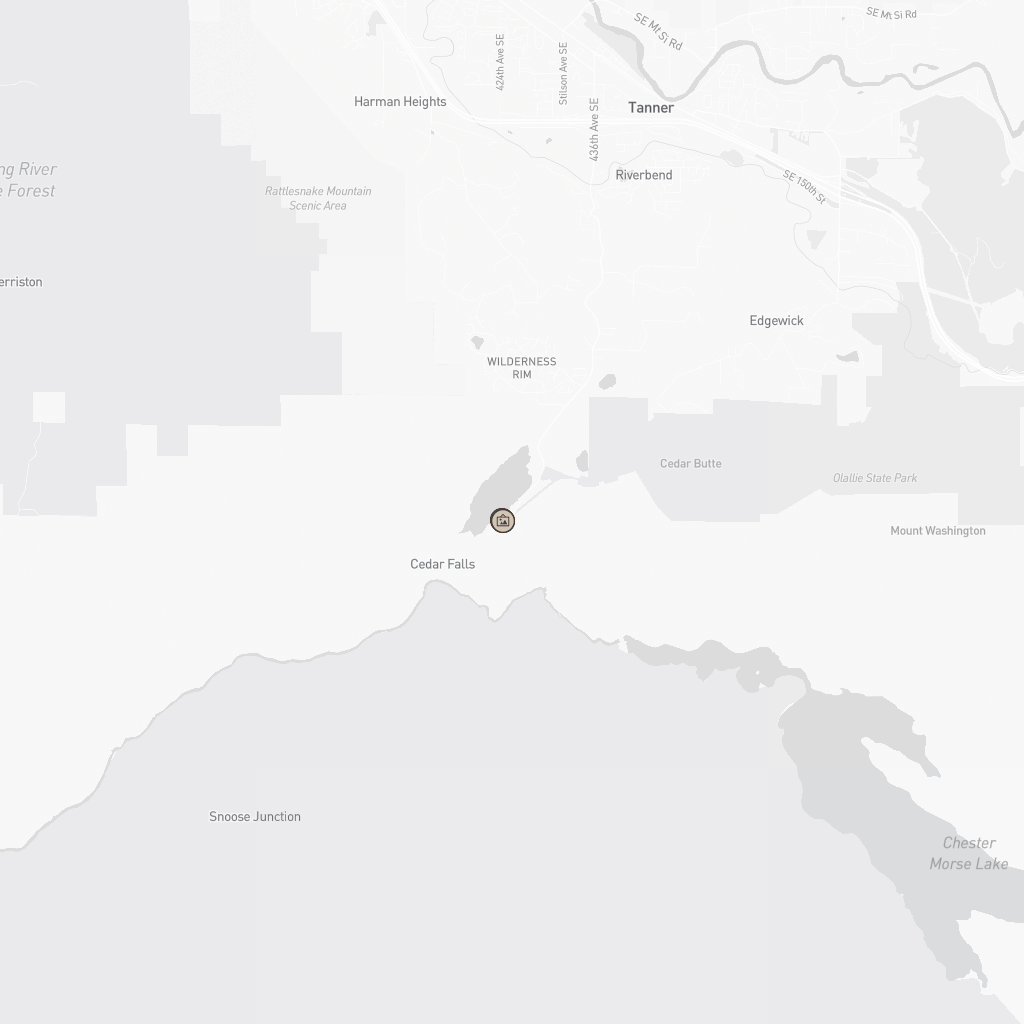 SE Mt Si Rd
SE Mt Si Rd
424th Ave SE
Stilson Ave SE
Harman Heights
Tanner
436th Ave SE
ng River
e Forest
Riverbend
SE 150th St
Rattlesnake Mountain
Scenic Area
erriston
Edgewick
WILDERNESS
RIM
Cedar Butte
Olallie State Park
Mount Washington
Cedar Falls
Snoose Junction
Chester
Morse Lake